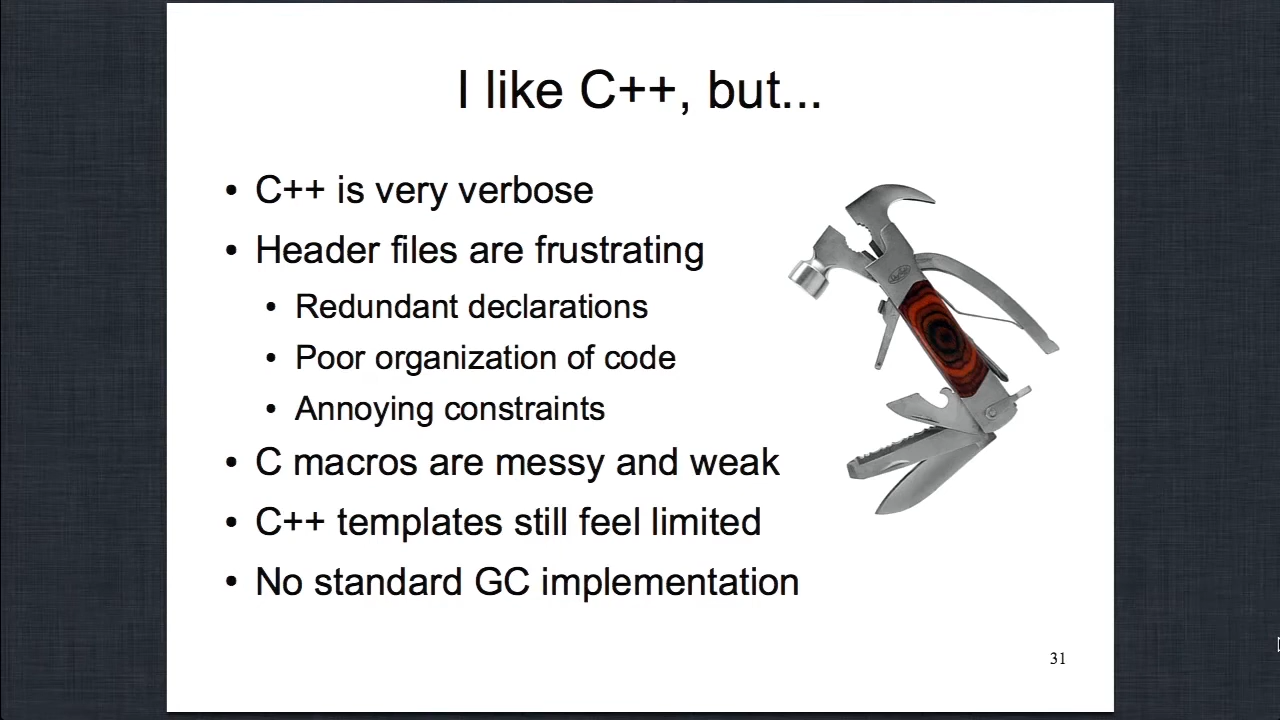 I like C++, but...
• C++ is very verbose
• Header files are frustrating
• Redundant declarations
• Poor organization of code
• Annoying constraints
• C macros are messy and weak
• C++ templates still feel limited
• No standard GC implementation
31